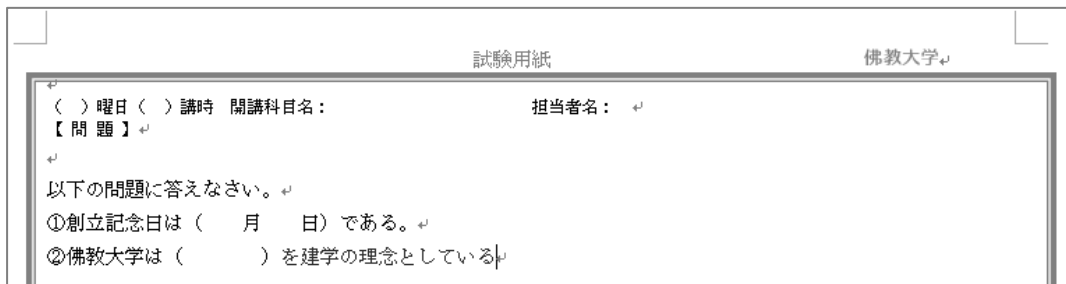 試験用紙 佛教大学
（　）曜日（　）講時　開講科目名：　担当者名：
【 問 題 】
以下の問題に答えなさい。
①創立記念日は（　　月　　日）である。
②佛教大学は（　　　　）を建学の理念としている